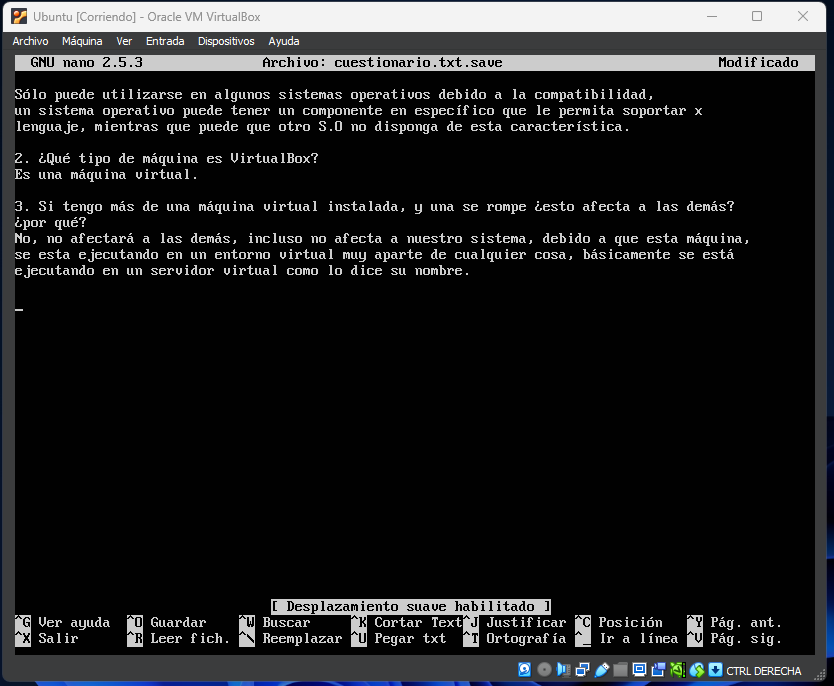 Ubuntu [Corriendo] - Oracle VM VirtualBox
Archivo Máquina Ver Entrada Dispositivos Ayuda
GNU nano 2.5.3 Archivo: cuestionario.txt.save Modificado
Sólo puede utilizarse en algunos sistemas operativos debido a la compatibilidad,
un sistema operativo puede tener un componente en específico que le permita soportar x
lenguaje, mientras que puede que otro S.O no disponga de esta característica.
2. ¿Qué tipo de máquina es VirtualBox?
Es una máquina virtual.
3. Si tengo más de una máquina virtual instalada, y una se rompe ¿esto afecta a las demás?
¿por qué?
No, no afectará a las demás, incluso no afecta a nuestro sistema, debido a que esta máquina,
se esta ejecutando en un entorno virtual muy aparte de cualquier cosa, básicamente se está
ejecutando en un servidor virtual como lo dice su nombre.
[ Desplazamiento suave habilitado ]
^G Ver ayuda ^O Guardar ^W Buscar ^K Cortar Text ^J Justificar ^C Posición ^Y Pág. ant.
^X Salir ^R Leer fich. ^\ Reemplazar ^U Pegar txt ^T Ortografía ^_ Ir a línea ^V Pág. sig.
CTRL DERECHA